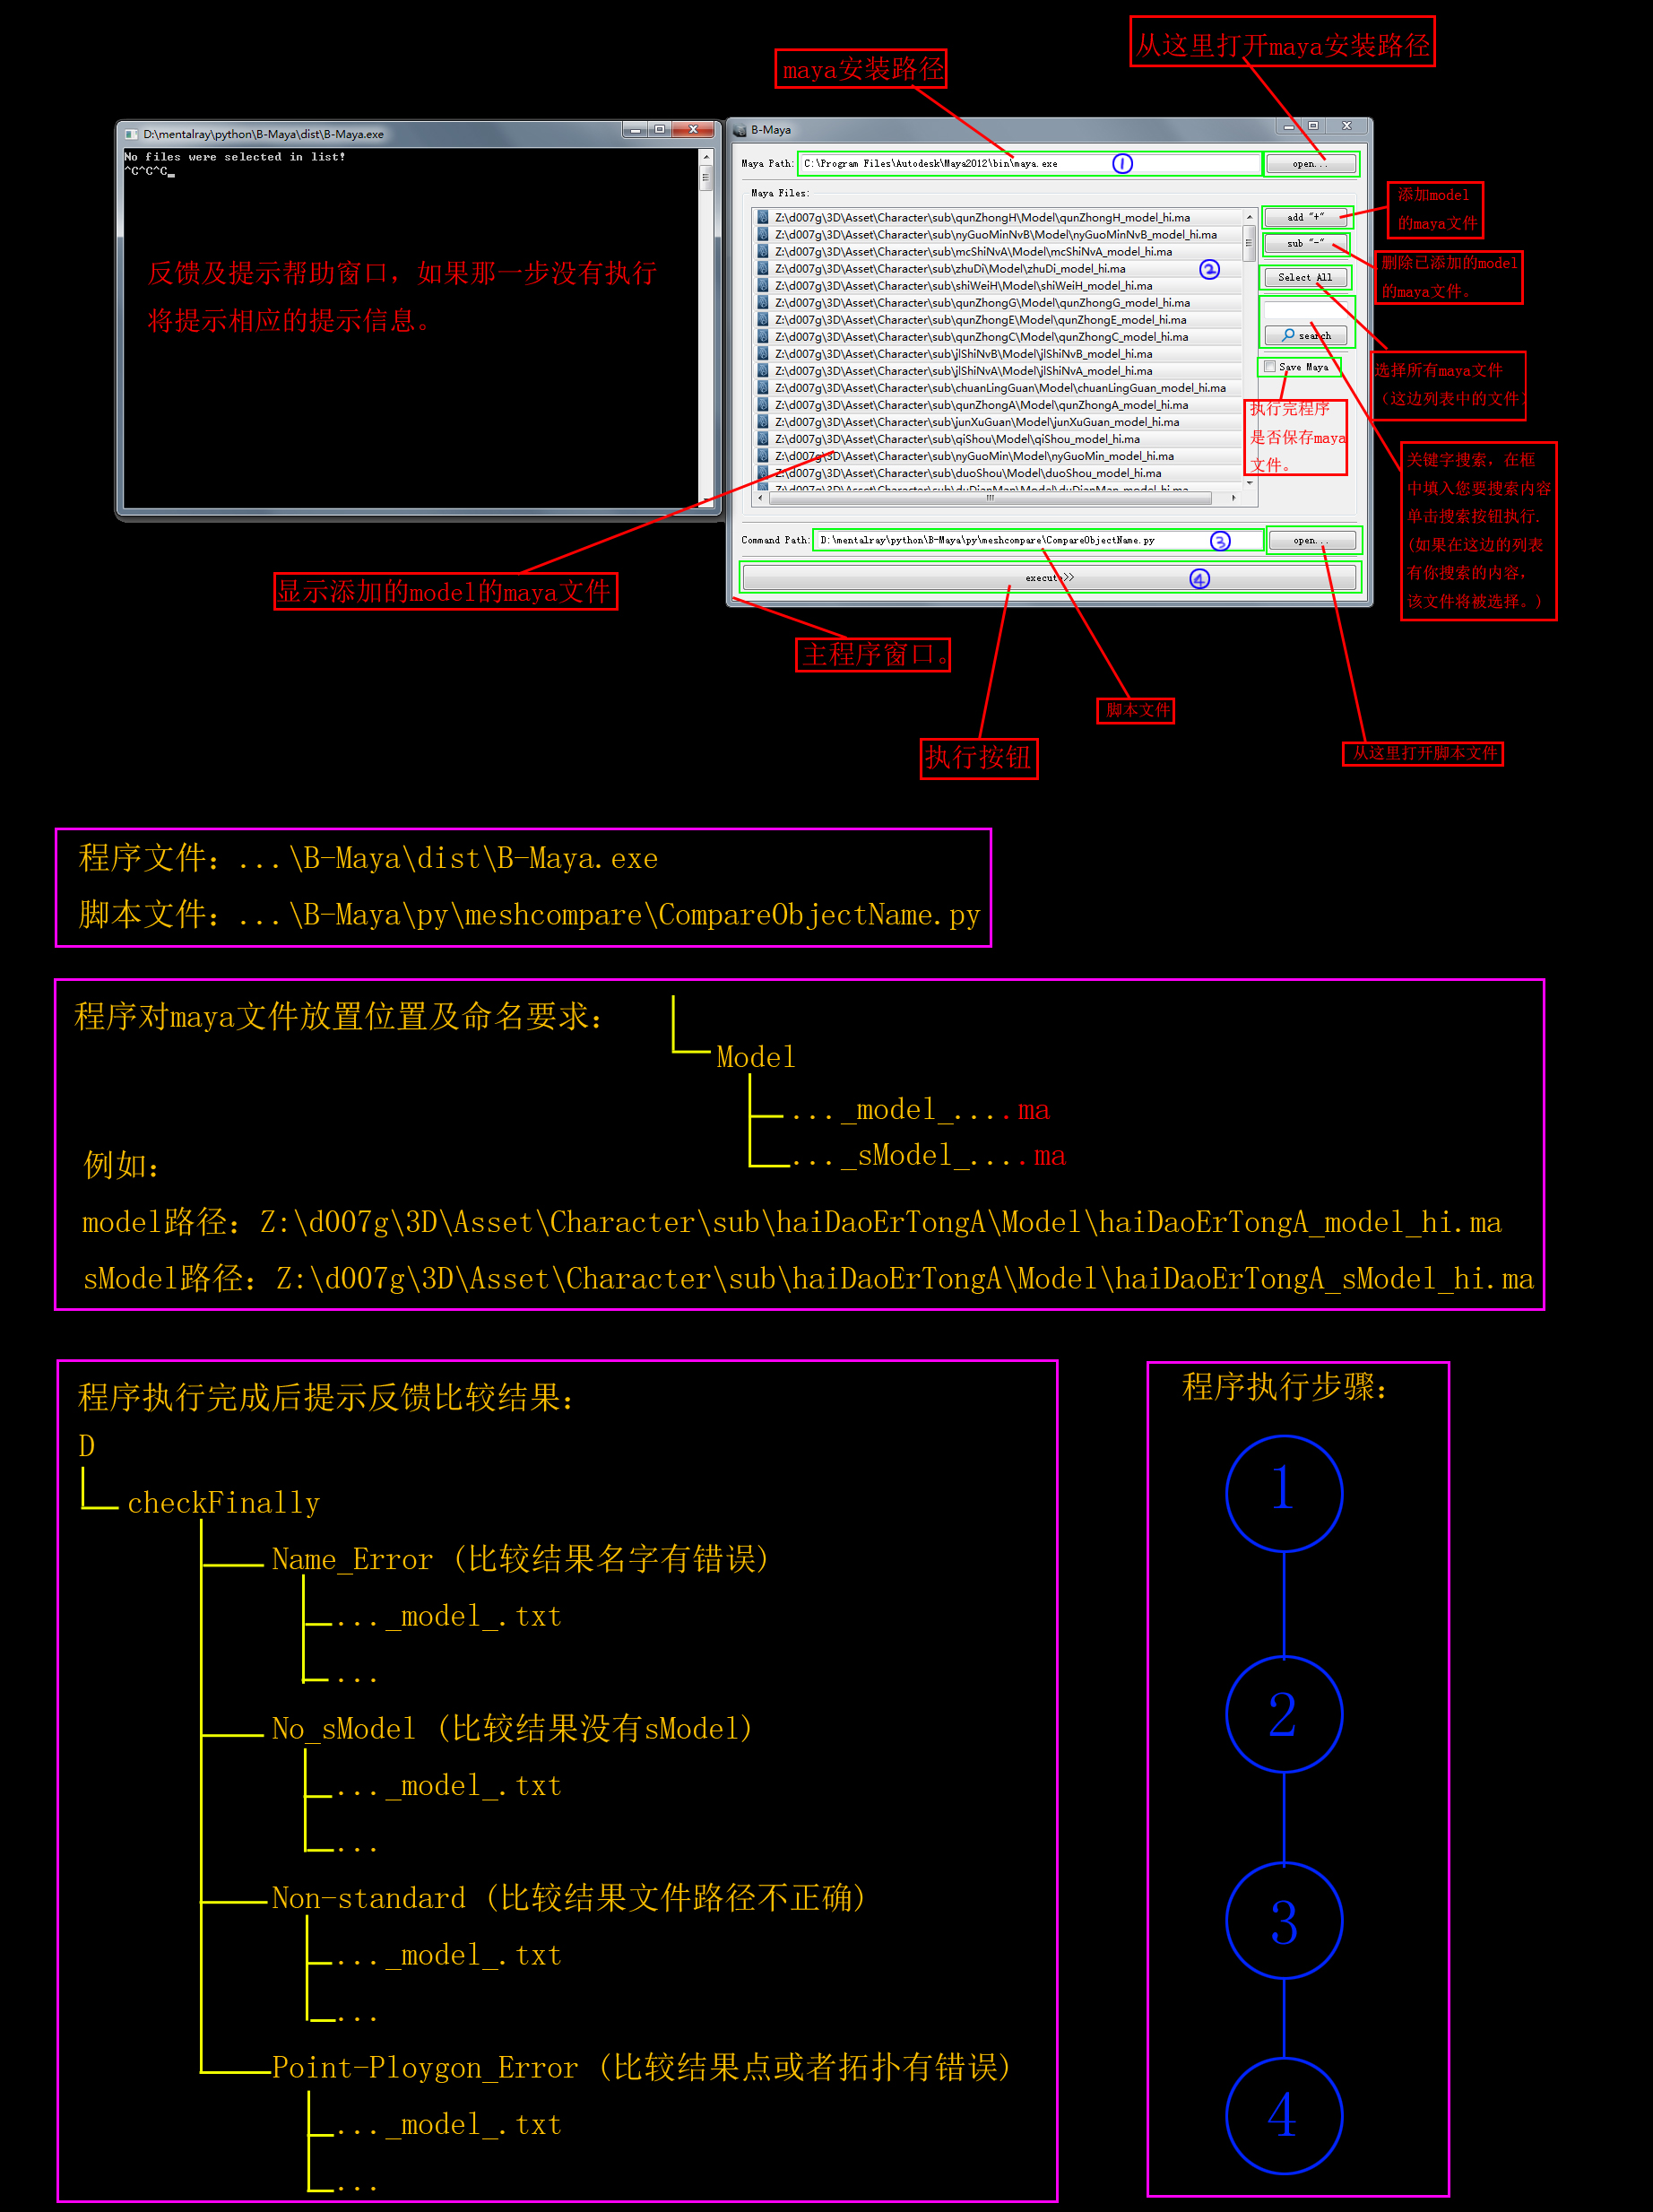 从这里打开maya安装路径
maya安装路径
D:\mentalray\python\B-Maya\dist\B-Maya.exe
No files were selected in list!
^C^C^C_
反馈及提示帮助窗口，如果那一步没有执行
将提示相应的提示信息。
B-Maya
Maya Path:
C:\Program Files\Autodesk\Maya2012\bin\maya.exe
①
open...
Maya Files:
Z:\d007g\3D\Asset\Character\sub\qunZhongH\Model\qunZhongH_model_hi.ma
Z:\d007g\3D\Asset\Character\sub\nyGuoMinNvB\Model\nyGuoMinNvB_model_hi.ma
Z:\d007g\3D\Asset\Character\sub\mcShiNvA\Model\mcShiNvA_model_hi.ma
Z:\d007g\3D\Asset\Character\sub\zhuDi\Model\zhuDi_model_hi.ma
②
Z:\d007g\3D\Asset\Character\sub\shiWeiH\Model\shiWeiH_model_hi.ma
Z:\d007g\3D\Asset\Character\sub\qunZhongG\Model\qunZhongG_model_hi.ma
Z:\d007g\3D\Asset\Character\sub\qunZhongE\Model\qunZhongE_model_hi.ma
Z:\d007g\3D\Asset\Character\sub\qunZhongC\Model\qunZhongC_model_hi.ma
Z:\d007g\3D\Asset\Character\sub\jlShiNvB\Model\jlShiNvB_model_hi.ma
Z:\d007g\3D\Asset\Character\sub\jlShiNvA\Model\jlShiNvA_model_hi.ma
Z:\d007g\3D\Asset\Character\sub\chuanLingGuan\Model\chuanLingGuan_model_hi.ma
Z:\d007g\3D\Asset\Character\sub\qunZhongA\Model\qunZhongA_model_hi.ma
Z:\d007g\3D\Asset\Character\sub\junXuGuan\Model\junXuGuan_model_hi.ma
Z:\d007g\3D\Asset\Character\sub\qiShou\Model\qiShou_model_hi.ma
Z:\d007g\3D\Asset\Character\sub\nyGuoMin\Model\nyGuoMin_model_hi.ma
Z:\d007g\3D\Asset\Character\sub\duoShou\Model\duoShou_model_hi.ma
Z:\d007g\3D\Asset\Character\sub\duDianMan\Model\duDianMan_model_hi.ma
add "+"
sub "-"
Select All
search
Save Maya
添加model
的maya文件
删除已添加的model
的maya文件。
选择所有maya文件
（这边列表中的文件）
执行完程序
是否保存maya
文件。
关键字搜索，在框
中填入您要搜索内容
单击搜索按钮执行.
(如果在这边的列表
有你搜索的内容，
该文件将被选择。)
Command Path:
D:\mentalray\python\B-Maya\py\meshcompare\CompareObjectName.py
③
open...
execute>>
④
显示添加的model的maya文件
主程序窗口。
脚本文件
执行按钮
从这里打开脚本文件
程序文件：...\B-Maya\dist\B-Maya.exe
脚本文件：...\B-Maya\py\meshcompare\CompareObjectName.py
程序对maya文件放置位置及命名要求：
Model
..._model_....ma
..._sModel_....ma
例如：
model路径：Z:\d007g\3D\Asset\Character\sub\haiDaoErTongA\Model\haiDaoErTongA_model_hi.ma
sModel路径：Z:\d007g\3D\Asset\Character\sub\haiDaoErTongA\Model\haiDaoErTongA_sModel_hi.ma
程序执行完成后提示反馈比较结果：
D
checkFinally
Name_Error (比较结果名字有错误)
..._model_.txt
...
No_sModel (比较结果没有sModel)
..._model_.txt
...
Non-standard (比较结果文件路径不正确)
..._model_.txt
...
Point-Ploygon_Error (比较结果点或者拓扑有错误)
..._model_.txt
...
程序执行步骤：
1
2
3
4